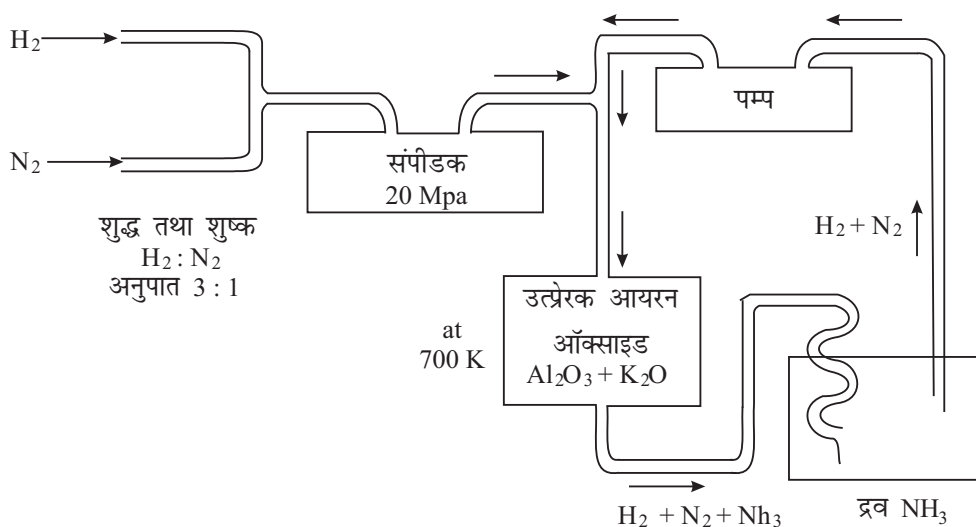 H2
N2
शुद्ध तथा शुष्क
H2 : N2
अनुपात 3 : 1
संपीडक
20 Mpa
पम्प
H2 + N2
at
700 K
उत्प्रेरक आयरन
ऑक्साइड
Al2O3 + K2O
H2 + N2 + Nh3
द्रव NH3